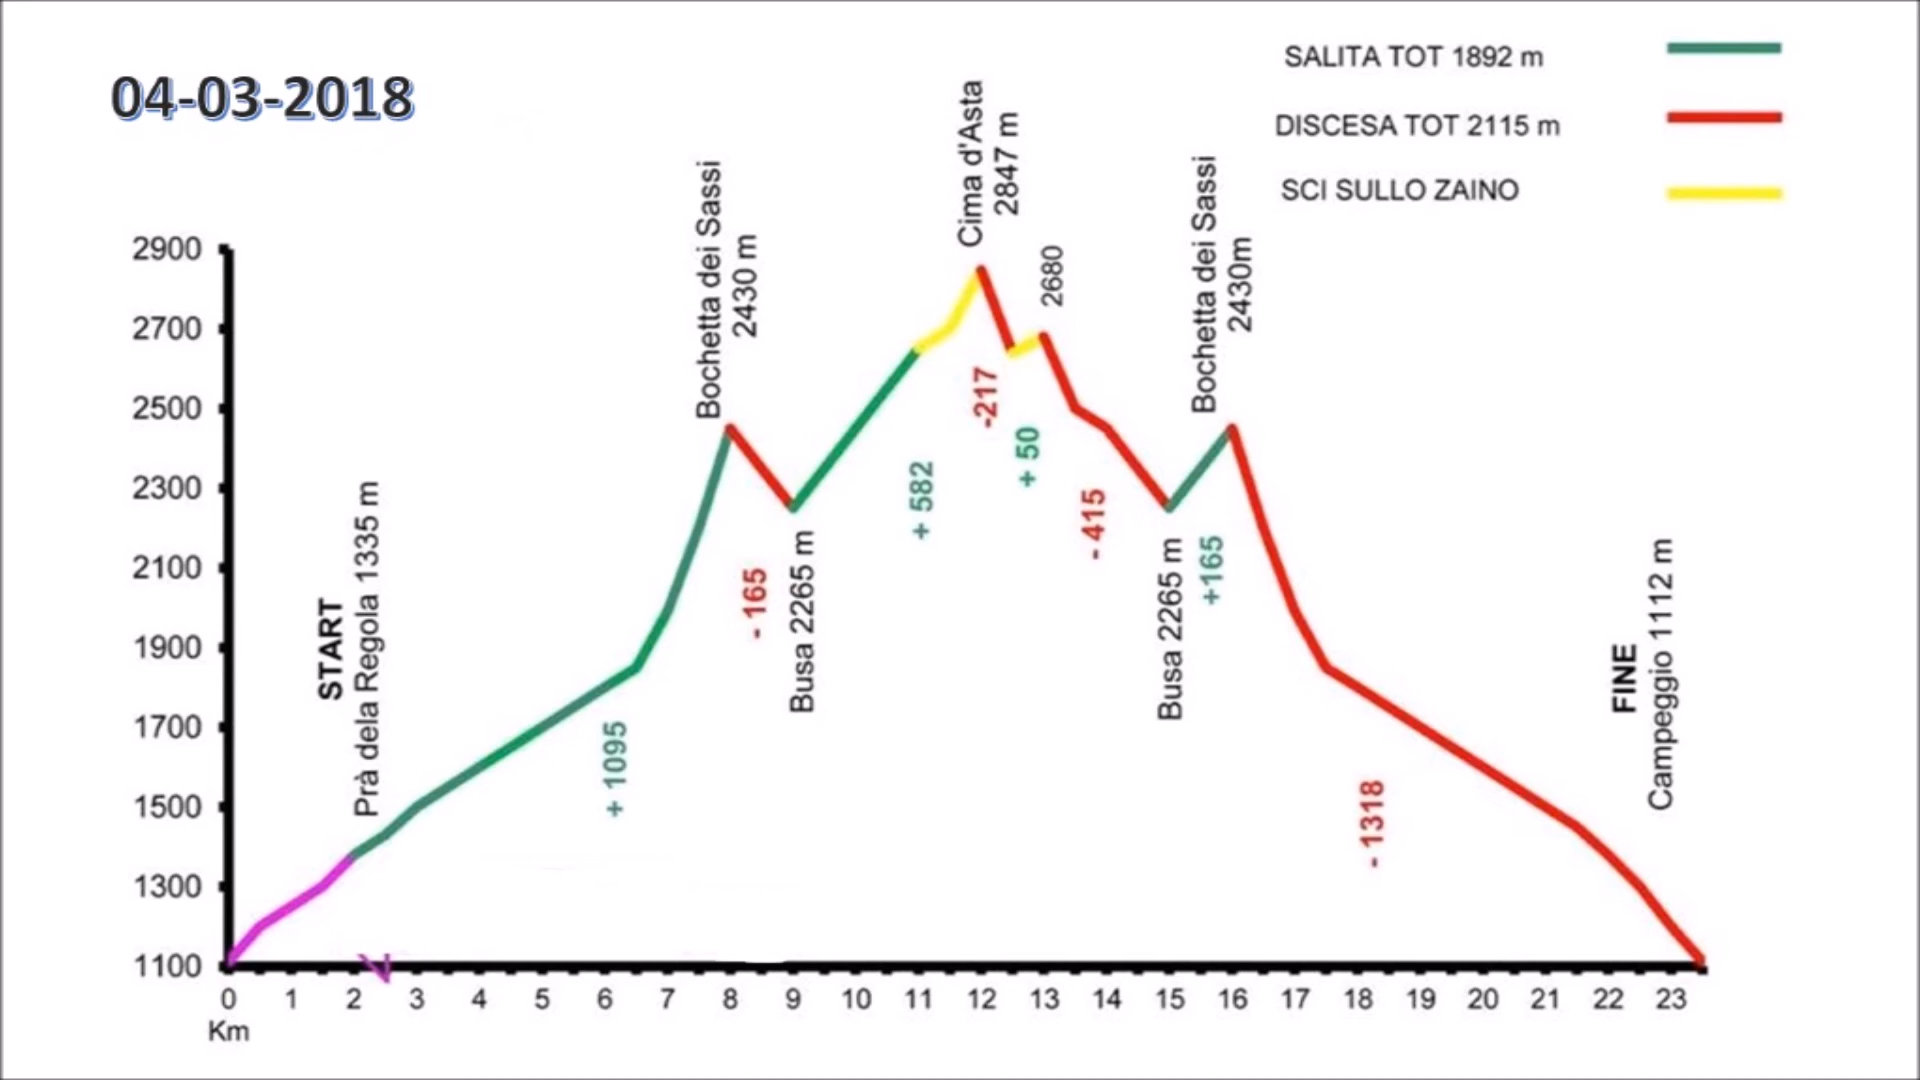 04-03-2018
SALITA TOT 1892 m
DISCESA TOT 2115 m
SCI SULLO ZAINO
2900
2700
2500
2300
2100
1900
1700
1500
1300
1100
START
Prà dela Regola 1335 m
+ 1095
Bochetta dei Sassi
2430 m
- 165
Busa 2265 m
+ 582
Cima d'Asta
2847 m
-217
+ 50
2680
- 415
Busa 2265 m
+165
Bochetta dei Sassi
2430m
- 1318
FINE
Campeggio 1112 m
0 1 2 3 4 5 6 7 8 9 10 11 12 13 14 15 16 17 18 19 20 21 22 23
Km